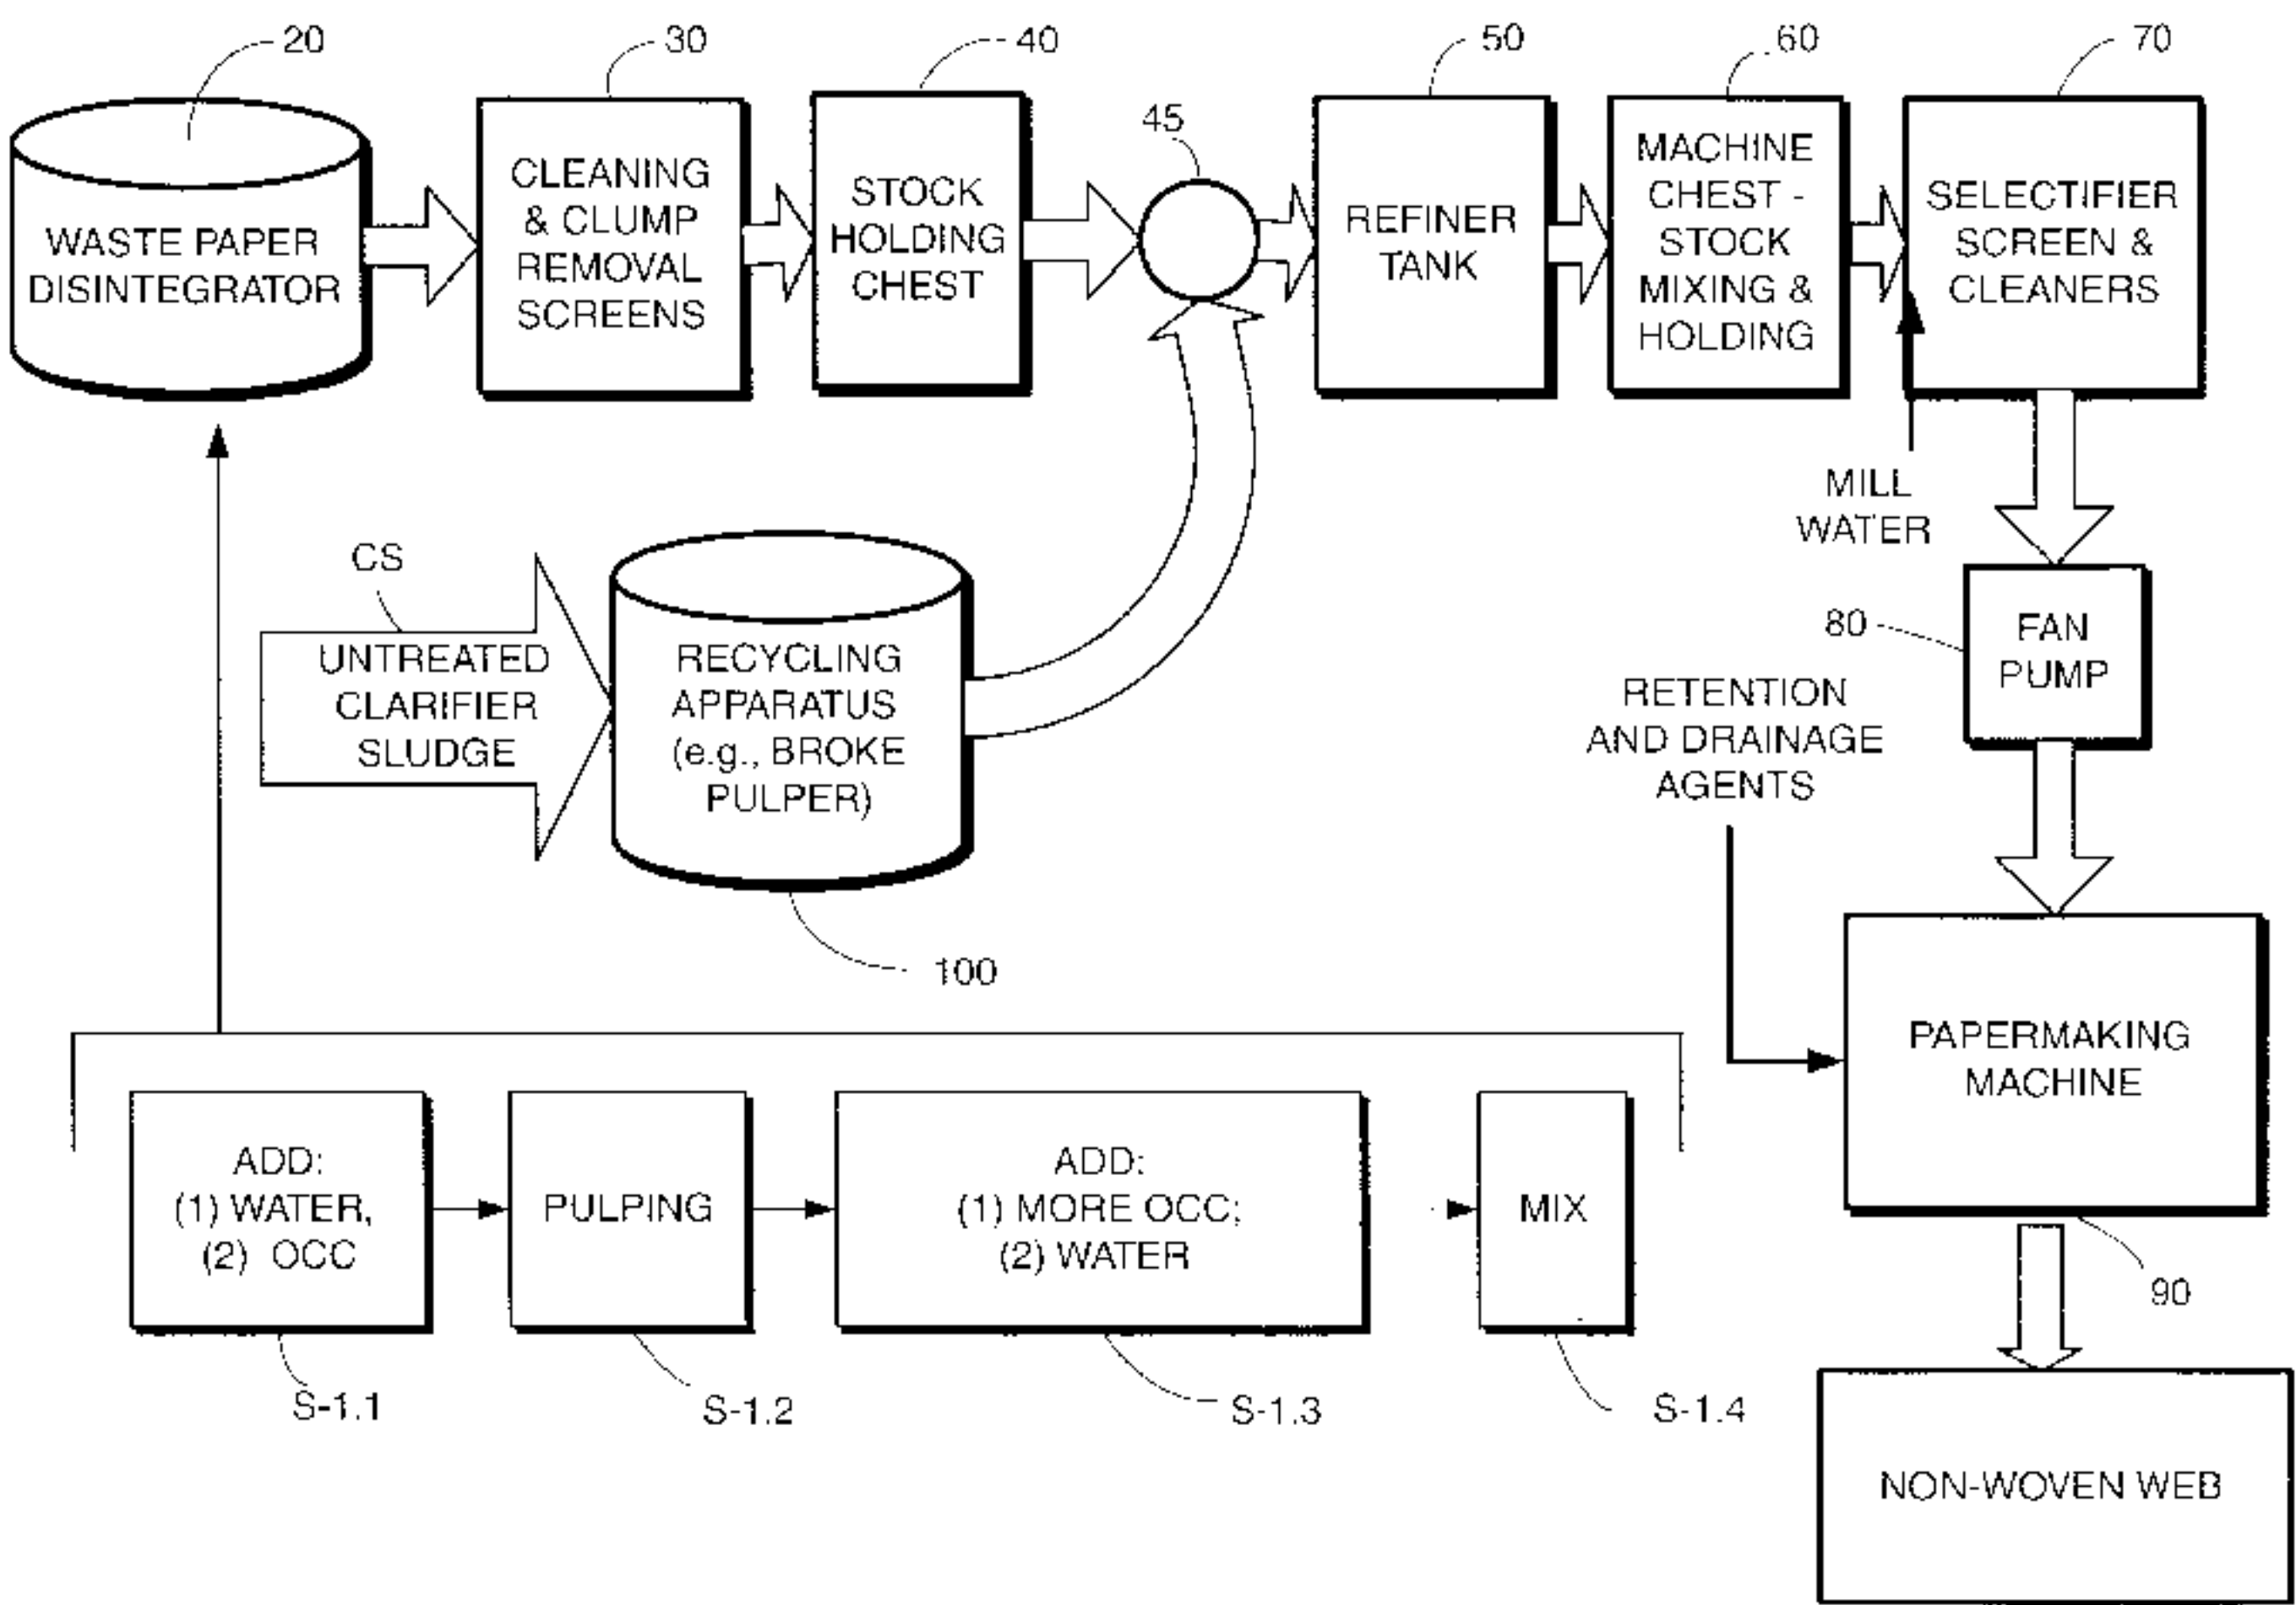 20
30
40
45
50
60
70
WASTE PAPER
DISINTEGRATOR
CLEANING
& CLUMP
REMOVAL
SCREENS
STOCK
HOLDING
CHEST
REFINER
TANK
MACHINE
CHEST -
STOCK
MIXING &
HOLDING
SELECTIFIER
SCREEN &
CLEANERS
MILL
WATER
CS
UNTREATED
CLARIFIER
SLUDGE
RECYCLING
APPARATUS
(e.g., BROKE
PULPER)
100
80
FAN
PUMP
RETENTION
AND DRAINAGE
AGENTS
PAPERMAKING
MACHINE
90
ADD:
(1) WATER,
(2) OCC
PULPING
ADD:
(1) MORE OCC;
(2) WATER
MIX
S-1.1
S-1.2
S-1.3
S-1.4
NON-WOVEN WEB